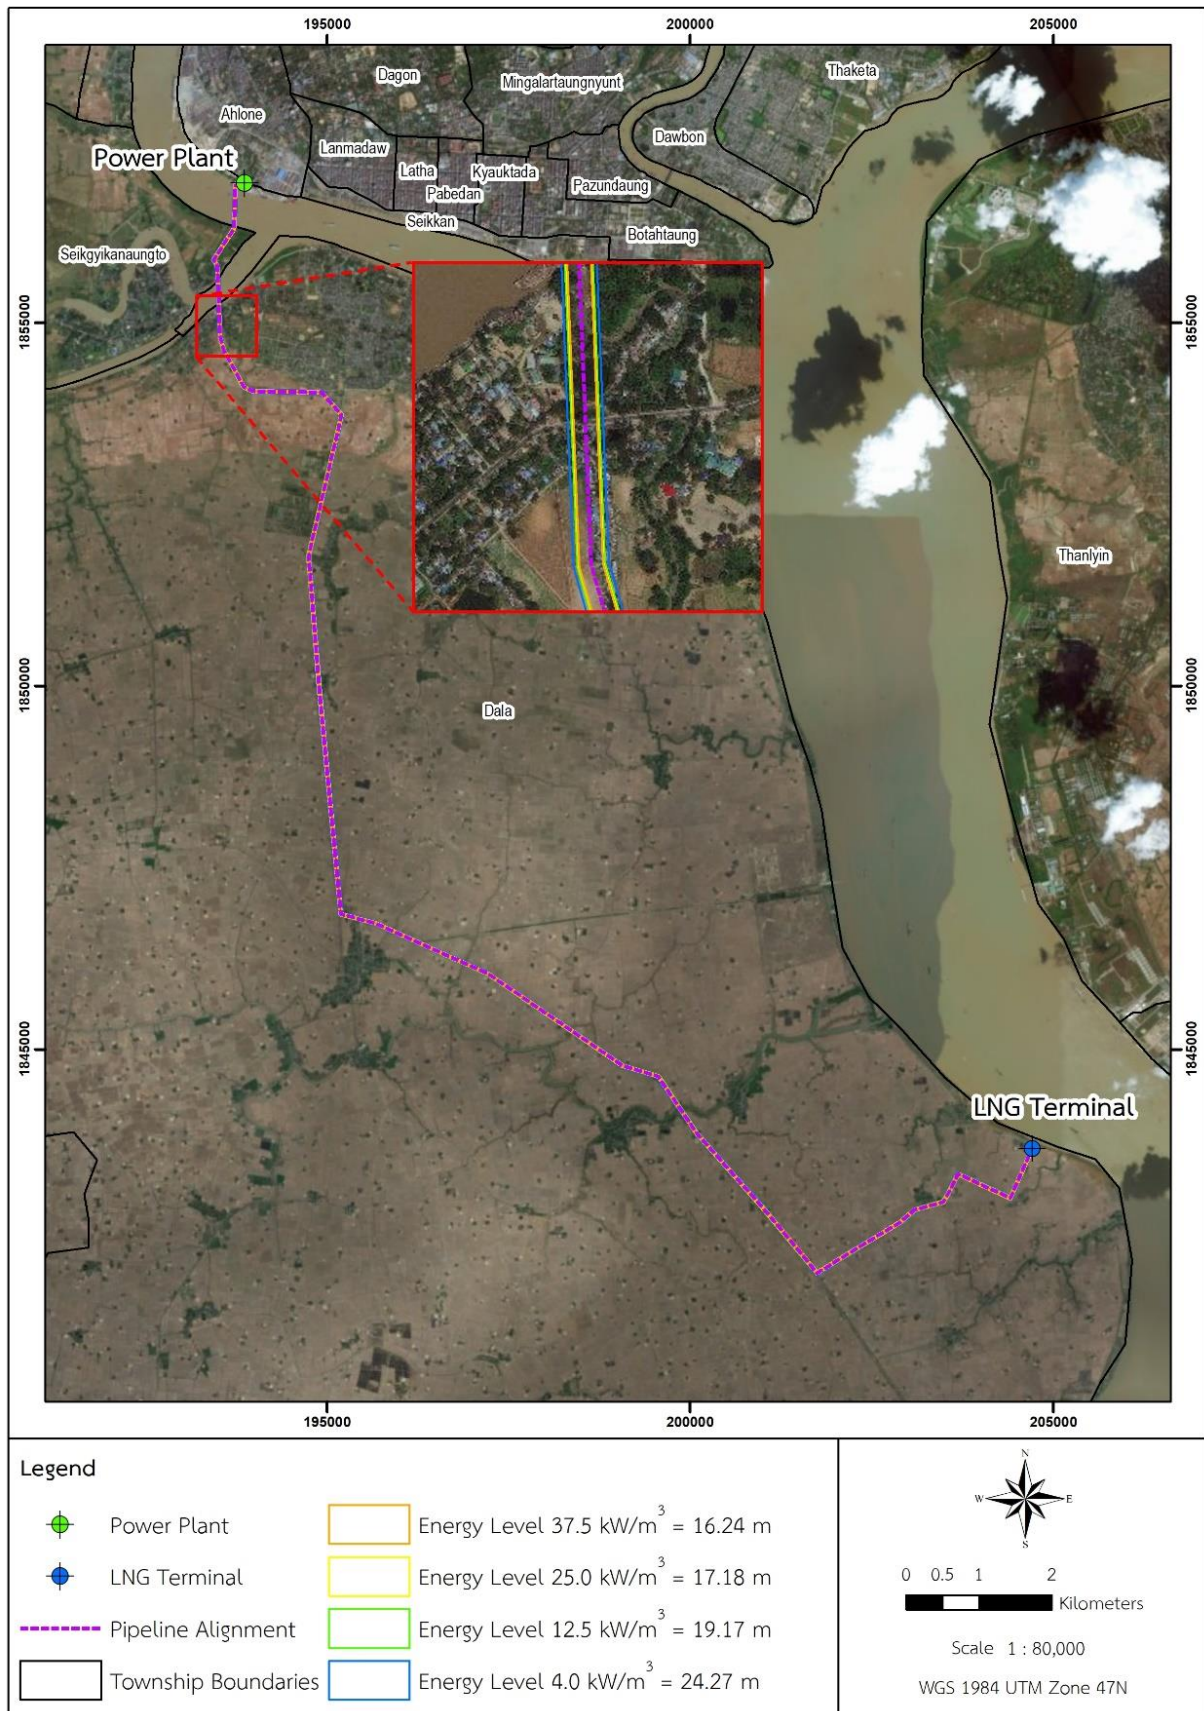 195000 200000 205000
Dagon
Mingalartaungnyunt
Thaketa
Ahlone
Dawbon
Lanmadaw
Power Plant
Latha
Kyauktada
Pazundaung
Pabedan
Seikkan
Botahtaung
Seikgyikanaungto
1855000 1855000
Thanlyin
1850000 1850000
Dala
1845000 1845000
LNG Terminal
195000 200000 205000
Legend
Power Plant
LNG Terminal
Pipeline Alignment
Township Boundaries
Energy Level 37.5 kW/m³ = 16.24 m
Energy Level 25.0 kW/m³ = 17.18 m
Energy Level 12.5 kW/m³ = 19.17 m
Energy Level 4.0 kW/m³ = 24.27 m
N
W E
S
0 0.5 1 2
Kilometers
Scale 1 : 80,000
WGS 1984 UTM Zone 47N